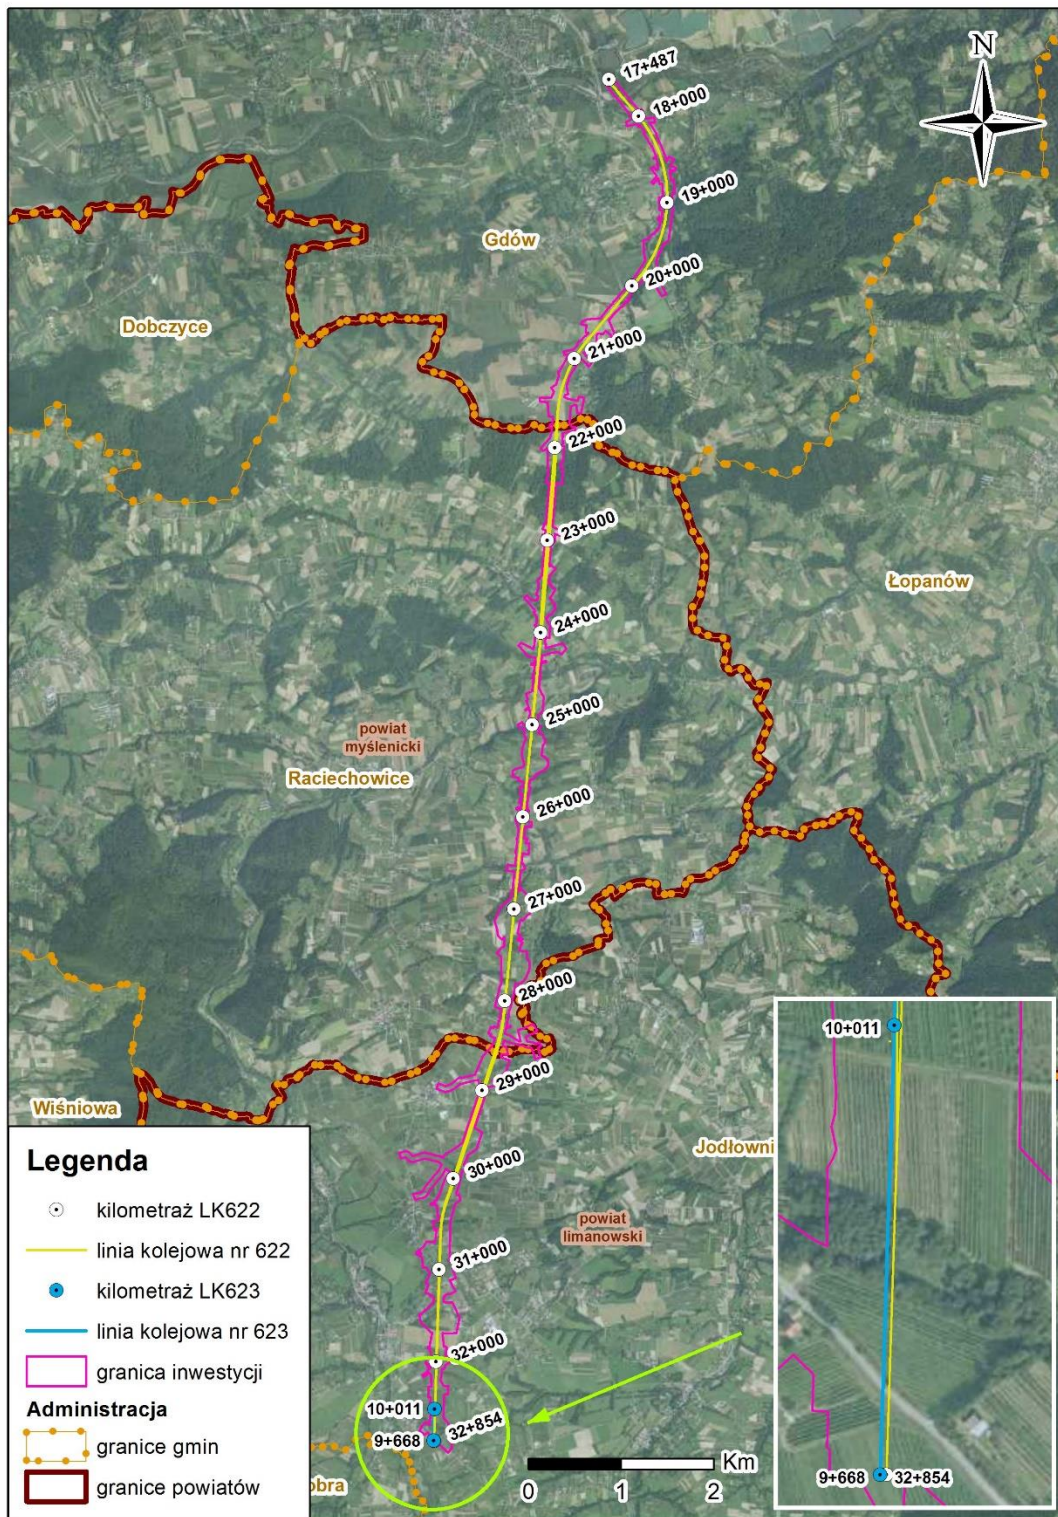 N
17+487
18+000
19+000
Gdów
20+000
Dobczyce
21+000
22+000
23+000
Łopanów
24+000
25+000
powiat
myślenicki
Raciechowice
26+000
27+000
28+000
29+000
Wiśniowa
Jodłowni
30+000
powiat
limanowski
31+000
32+000
10+011
32+854
9+668
obra
Km
0 1 2
10+011
9+668 32+854
Legenda
kilometraż LK622
linia kolejowa nr 622
kilometraż LK623
linia kolejowa nr 623
granica inwestycji
Administracja
granice gmin
granice powiatów